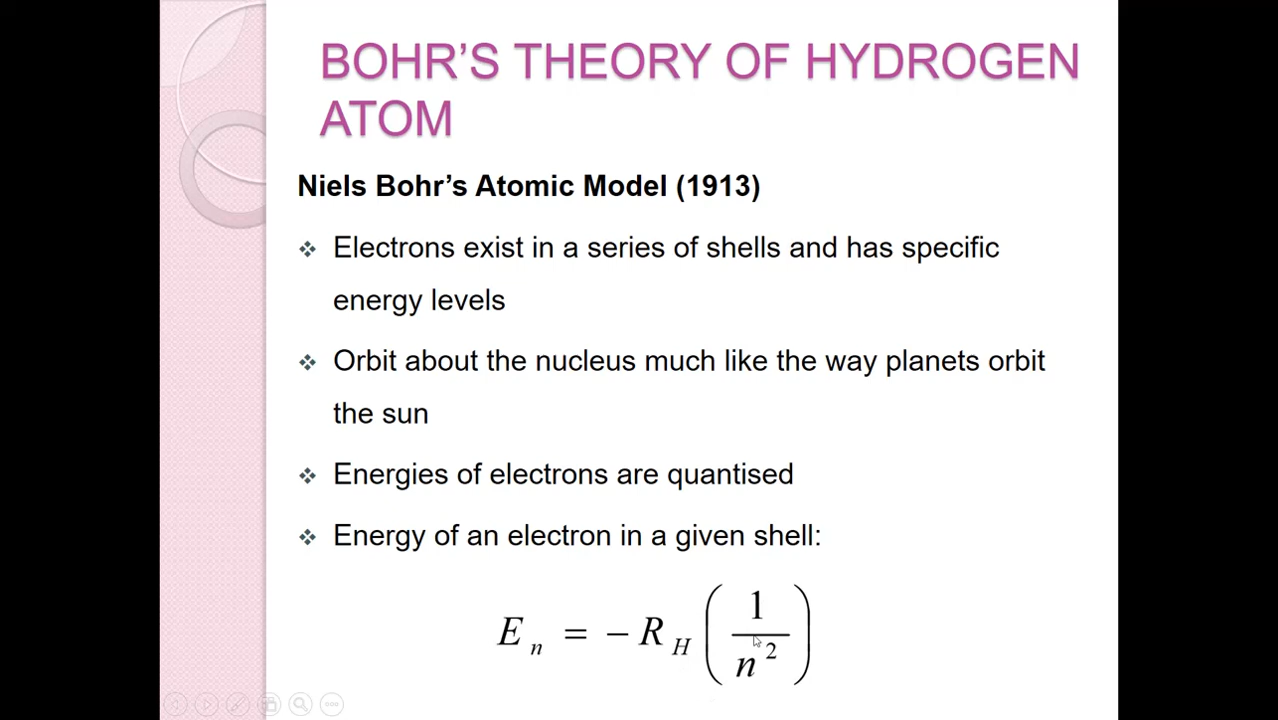 BOHR’S THEORY OF HYDROGEN
ATOM
Niels Bohr’s Atomic Model (1913)
❖ Electrons exist in a series of shells and has specific
energy levels
❖ Orbit about the nucleus much like the way planets orbit
the sun
❖ Energies of electrons are quantised
❖ Energy of an electron in a given shell:
E_n = − R_H (1/n^2)